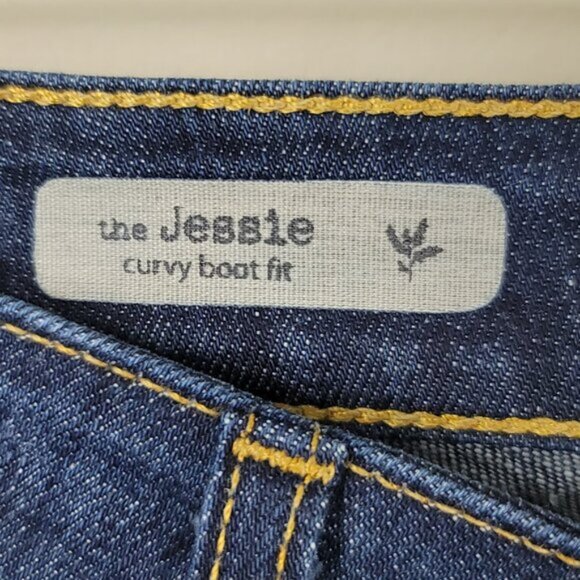 the Jessie
curvy boot fit